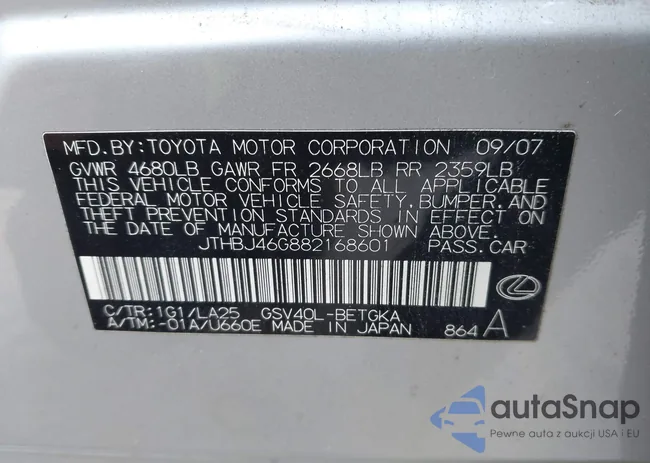 MFD. BY: TOYOTA MOTOR CORPORATION 09/07
GVWR 4680LB GAWR FR 2668LB RR 2359LB
THIS VEHICLE CONFORMS TO ALL APPLICABLE
FEDERAL MOTOR VEHICLE SAFETY, BUMPER, AND
THEFT PREVENTION STANDARDS IN EFFECT ON
THE DATE OF MANUFACTURE SHOWN ABOVE.
JTHBJ46G882168601 PASS. CAR
C/TR: 1G1/LA25 GSV40L-BETGKA
A/TM: -01A/U660E MADE IN JAPAN 864 A
autaSnap
Pewne auta z aukcji USA i EU